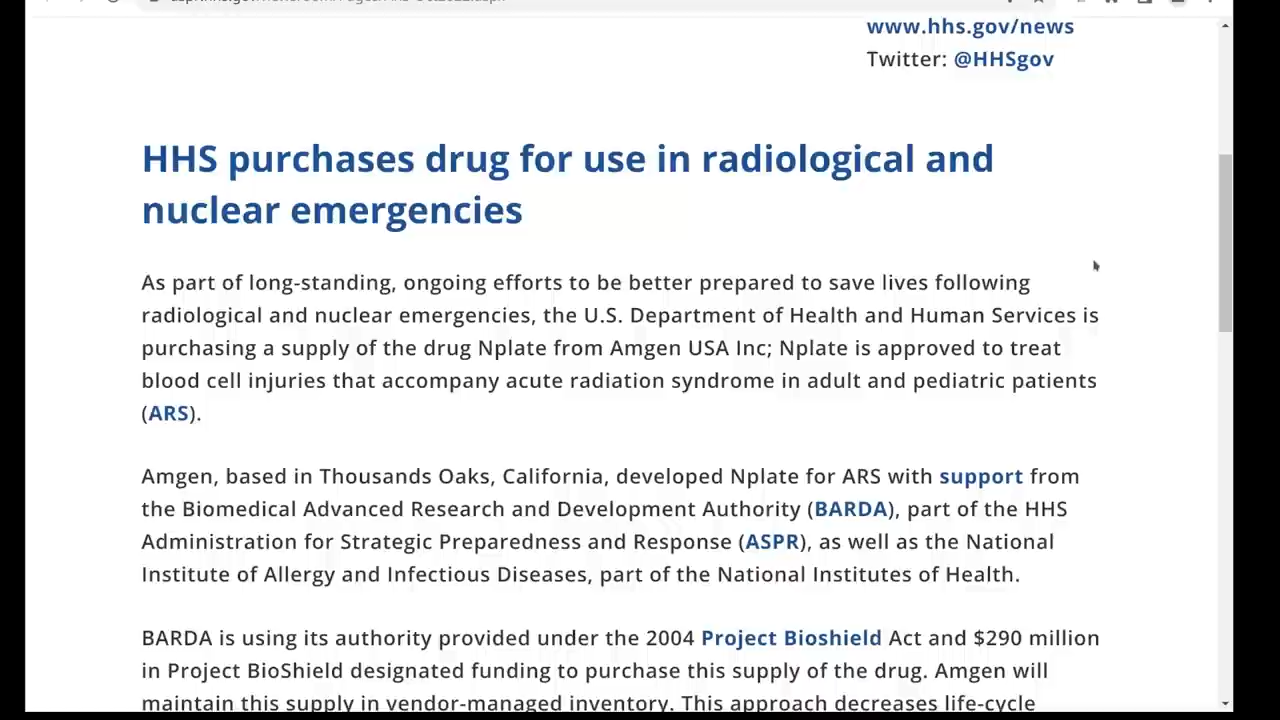 www.hhs.gov/news
Twitter: @HHSgov
HHS purchases drug for use in radiological and
nuclear emergencies
As part of long-standing, ongoing efforts to be better prepared to save lives following
radiological and nuclear emergencies, the U.S. Department of Health and Human Services is
purchasing a supply of the drug Nplate from Amgen USA Inc; Nplate is approved to treat
blood cell injuries that accompany acute radiation syndrome in adult and pediatric patients
(ARS).
Amgen, based in Thousands Oaks, California, developed Nplate for ARS with support from
the Biomedical Advanced Research and Development Authority (BARDA), part of the HHS
Administration for Strategic Preparedness and Response (ASPR), as well as the National
Institute of Allergy and Infectious Diseases, part of the National Institutes of Health.
BARDA is using its authority provided under the 2004 Project Bioshield Act and $290 million
in Project BioShield designated funding to purchase this supply of the drug. Amgen will
maintain this supply in vendor-managed inventory. This approach decreases life-cycle